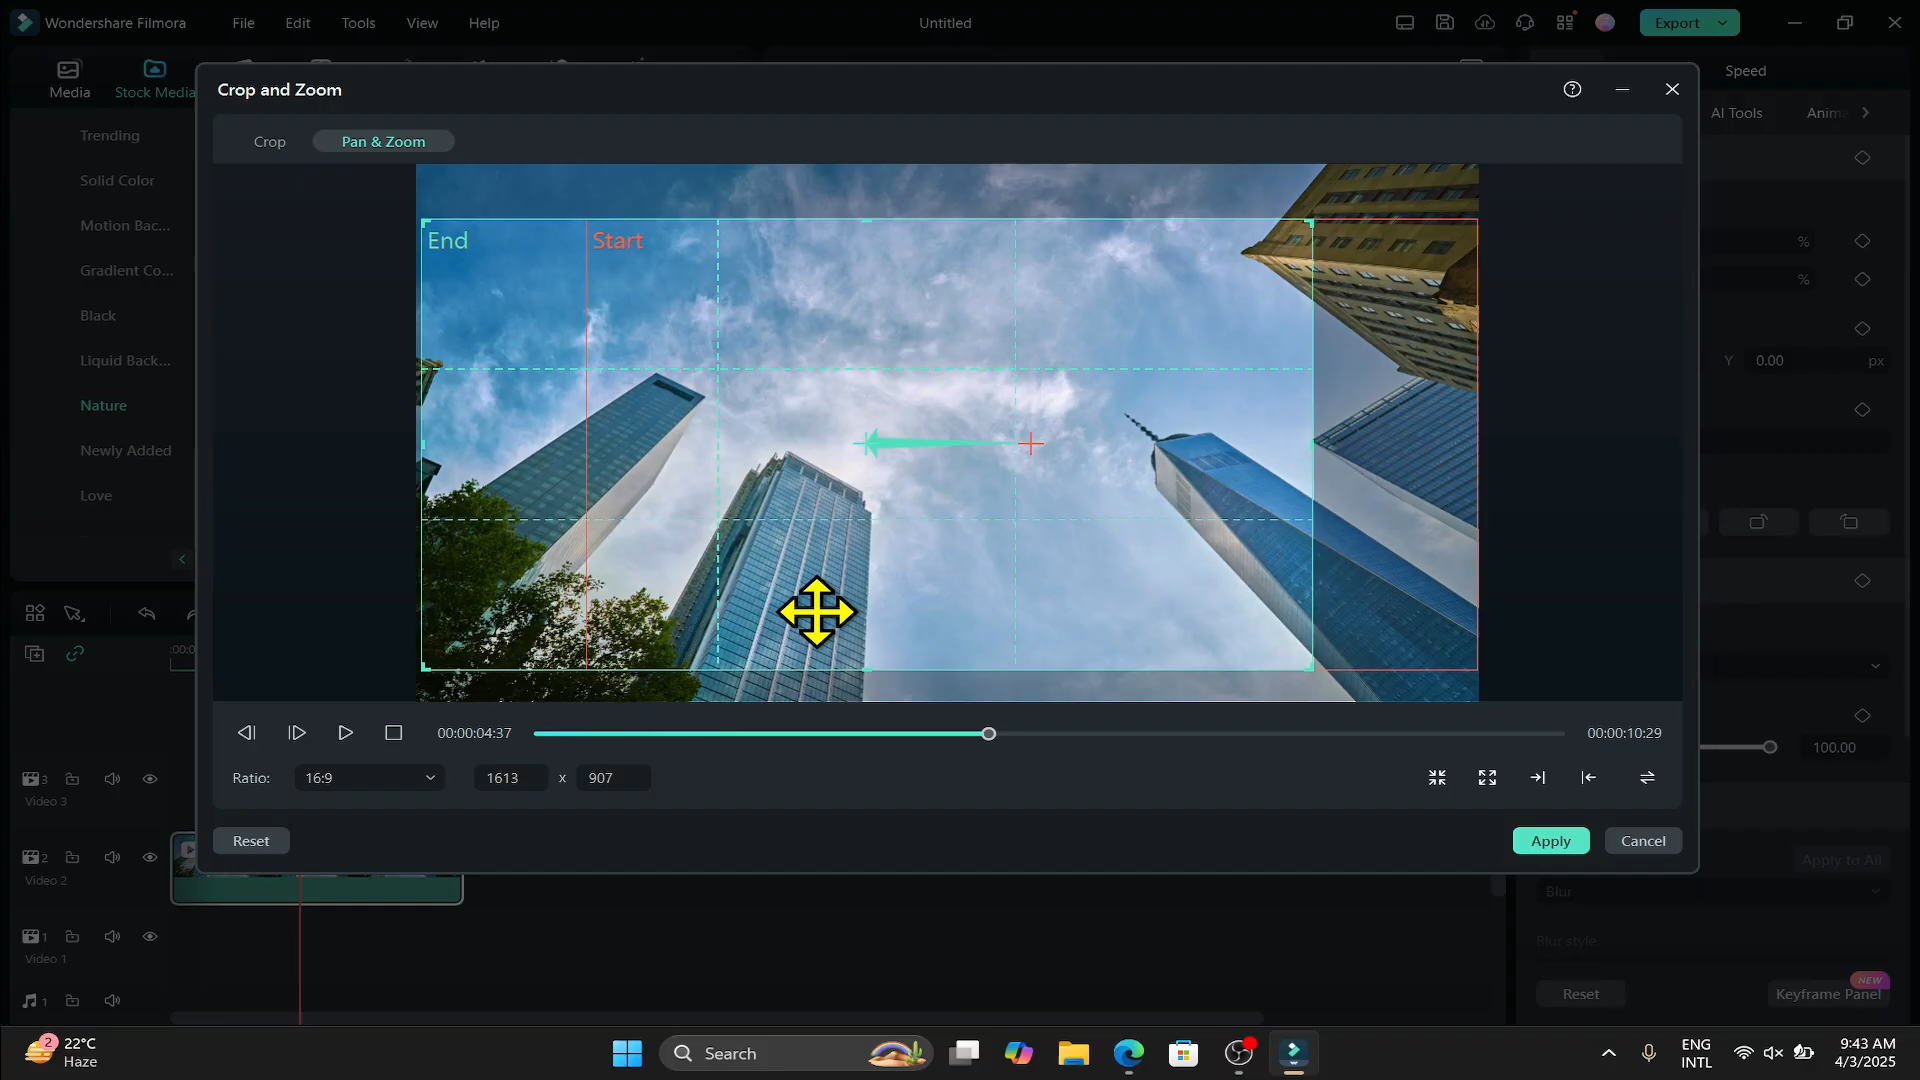 Wondershare Filmora
File
Edit
Tools
View
Help
Untitled
Export
Media
Stock Media
Speed
Crop and Zoom
AI Tools
Anima
Crop
Pan & Zoom
Trending
Solid Color
Motion Bac...
Gradient Co...
Black
Liquid Back...
Nature
Newly Added
Love
End
Start
%
%
Y 0.00 px
00:00:04:37
00:00:10:29
Ratio:
16:9
1613 x 907
100.00
Reset
Apply
Cancel
:00:0
3
Video 3
2
Video 2
1
Video 1
1
Apply to All
Blur
Blur style
Reset
NEW
Keyframe Panel
2
22°C
Haze
Search
ENG
INTL
9:43 AM
4/3/2025